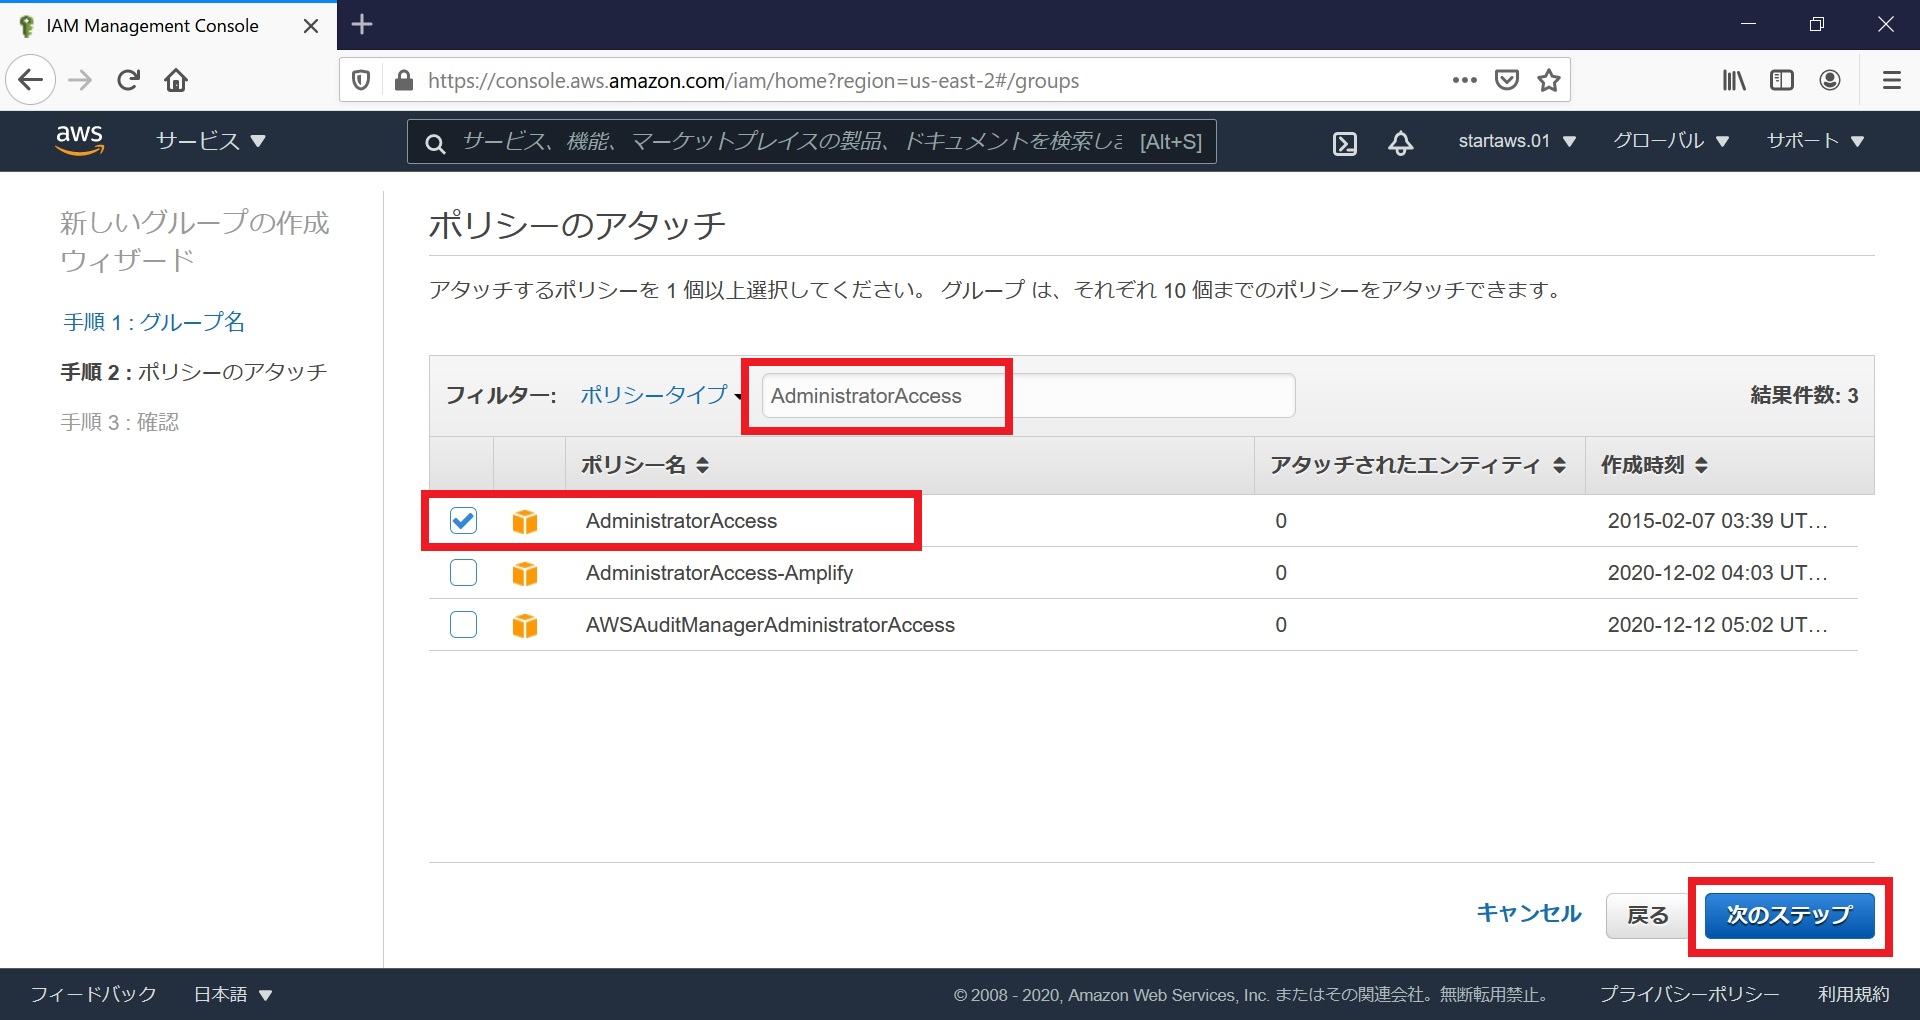 IAM Management Console
https://console.aws.amazon.com/iam/home?region=us-east-2#/groups
aws
サービス
サービス、機能、マーケットプレイスの製品、ドキュメントを検索しま [Alt+S]
startaws.01
グローバル
サポート
新しいグループの作成
ウィザード
手順 1 : グループ名
手順 2 : ポリシーのアタッチ
手順 3 : 確認
ポリシーのアタッチ
アタッチするポリシーを 1 個以上選択してください。 グループ は、それぞれ 10 個までのポリシーをアタッチできます。
フィルター: ポリシータイプ AdministratorAccess 結果件数: 3
ポリシー名 アタッチされたエンティティ 作成時刻
AdministratorAccess 0 2015-02-07 03:39 UT…
AdministratorAccess-Amplify 0 2020-12-02 04:03 UT…
AWSAuditManagerAdministratorAccess 0 2020-12-12 05:02 UT…
キャンセル 戻る 次のステップ
フィードバック 日本語 © 2008 - 2020, Amazon Web Services, Inc. またはその関連会社。無断転用禁止。 プライバシーポリシー 利用規約